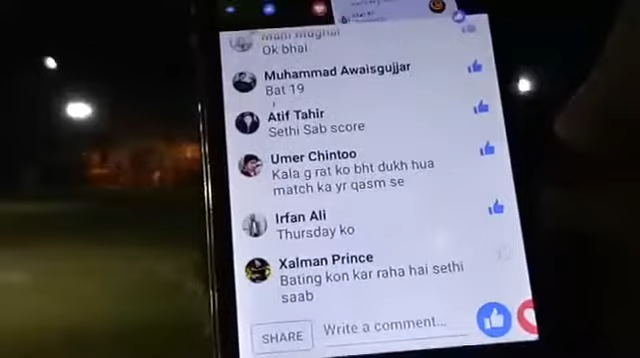 Mani Mughal
Ok bhai
Muhammad Awaisgujjar
Bat 19
Atif Tahir
Sethi Sab score
Umer Chintoo
Kala g rat ko bht dukh hua
match ka yr qasm se
Irfan Ali
Thursday ko
Xalman Prince
Bating kon kar raha hai sethi
saab
SHARE
Write a comment...